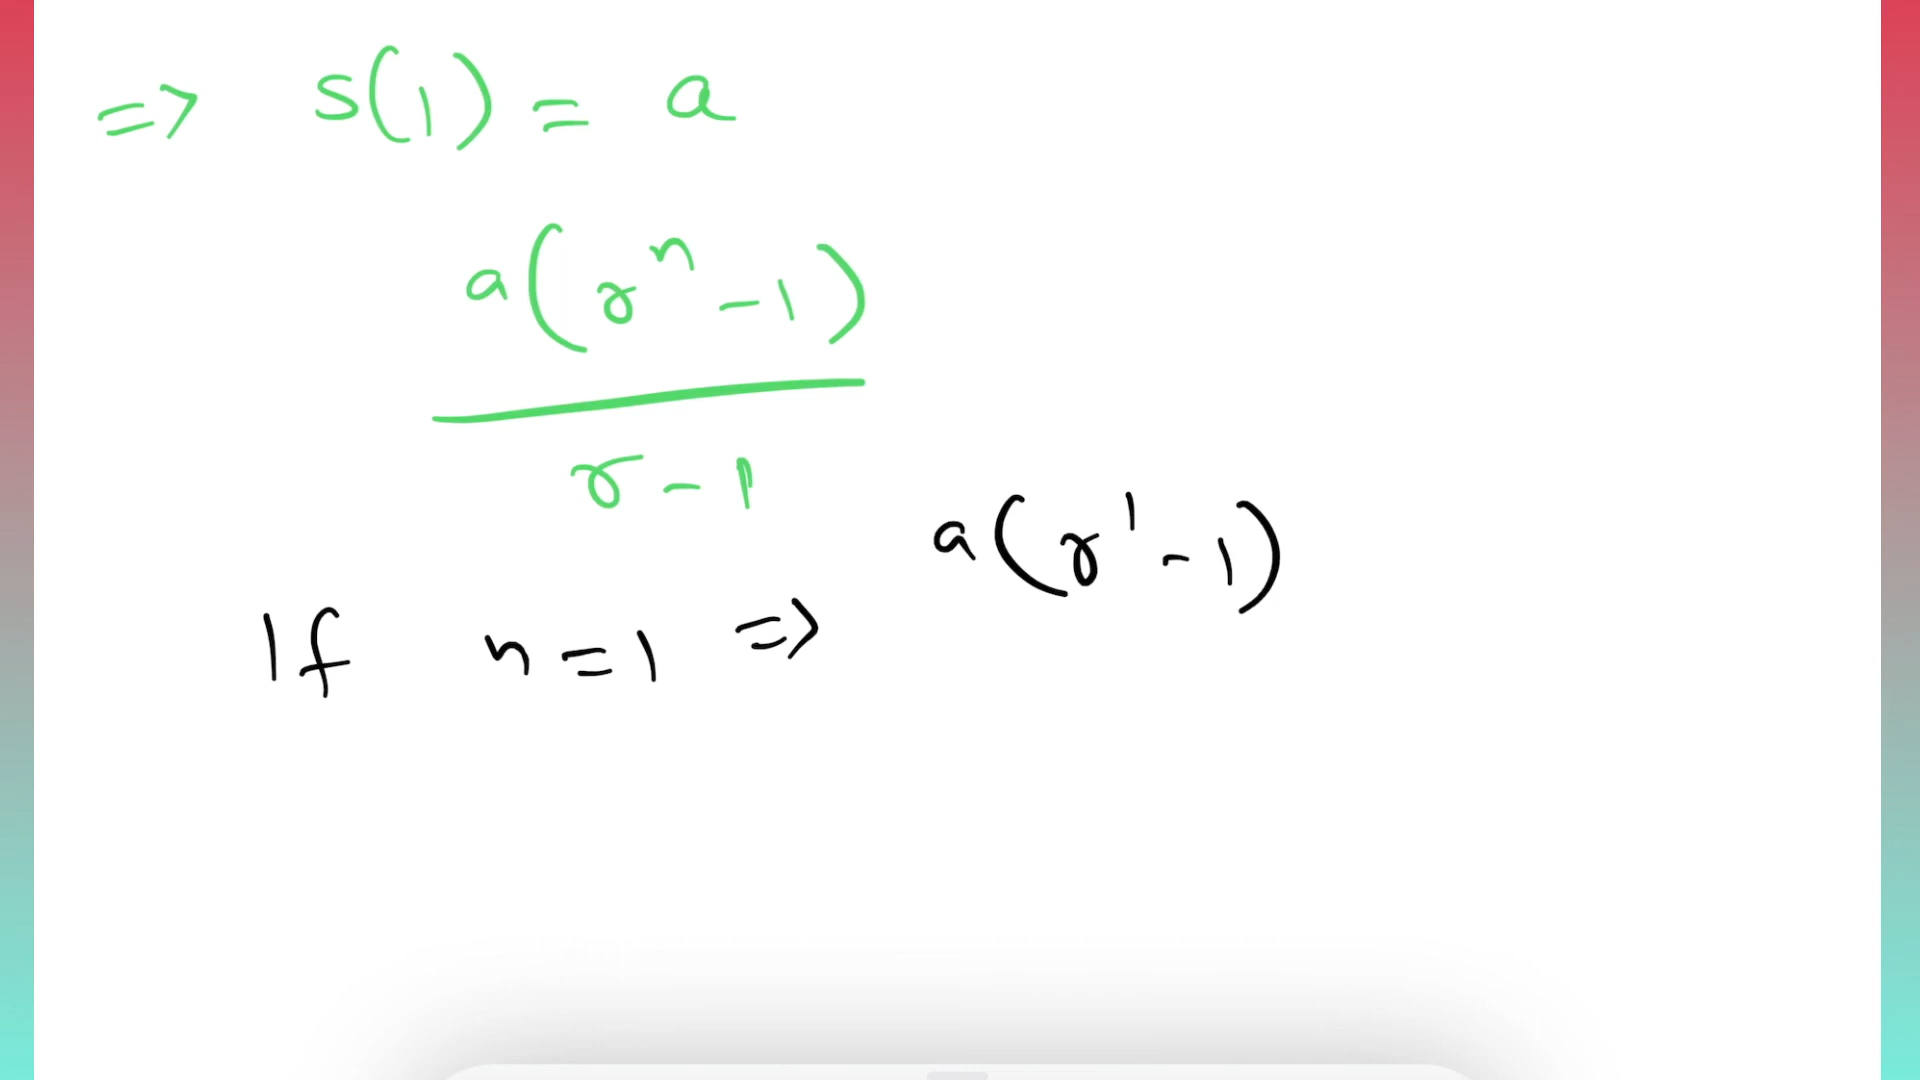 => s(1) = a
a(r^n - 1)
r - 1
a(r^1 - 1)
If n = 1 =>